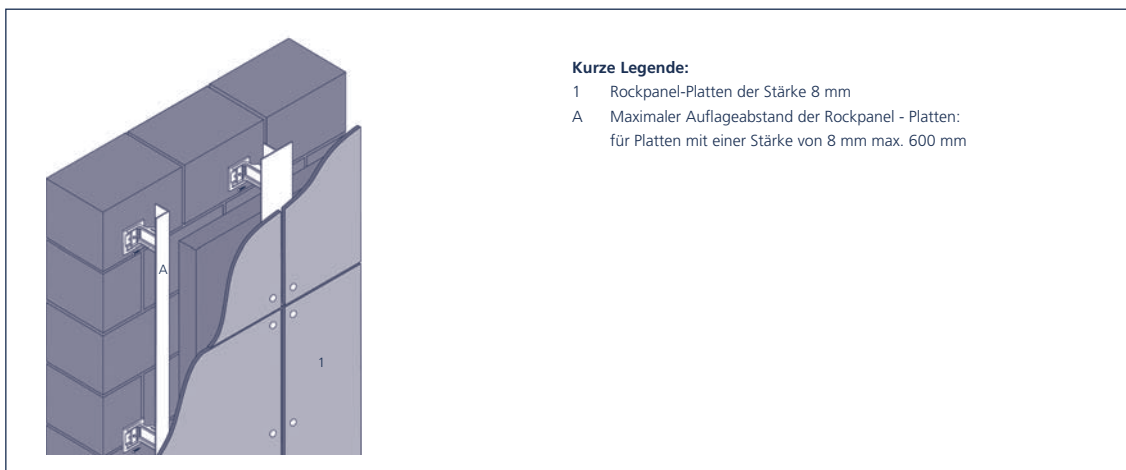 Kurze Legende:
1 Rockpanel-Platten der Stärke 8 mm
A Maximaler Auflageabstand der Rockpanel - Platten:
für Platten mit einer Stärke von 8 mm max. 600 mm
A
1